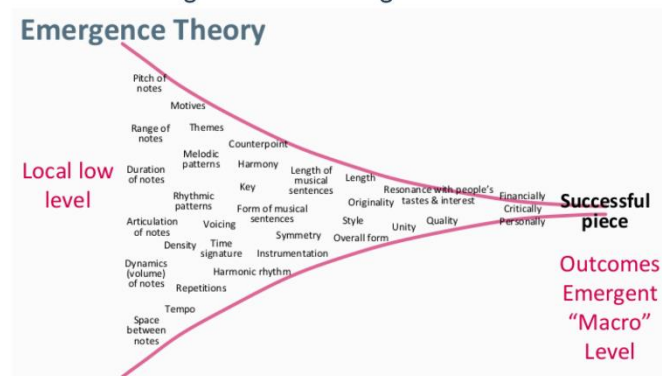 Emergence Theory
Pitch of
notes
Motives
Range of
notes
Themes
Counterpoint
Melodic
patterns
Harmony
Local low
level
Duration
of notes
Length of
musical
sentences
Length
Key
Resonance with people's
tastes & interest
Rhythmic
patterns
Originality
Financially
Critically
Personally
Successful
piece
Form of musical
sentences
Articulation
of notes
Voicing
Style
Unity
Quality
Symmetry
Overall form
Density
Time
signature
Instrumentation
Dynamics
(volume)
of notes
Harmonic rhythm
Repetitions
Tempo
Space
between
notes
Outcomes
Emergent
“Macro”
Level